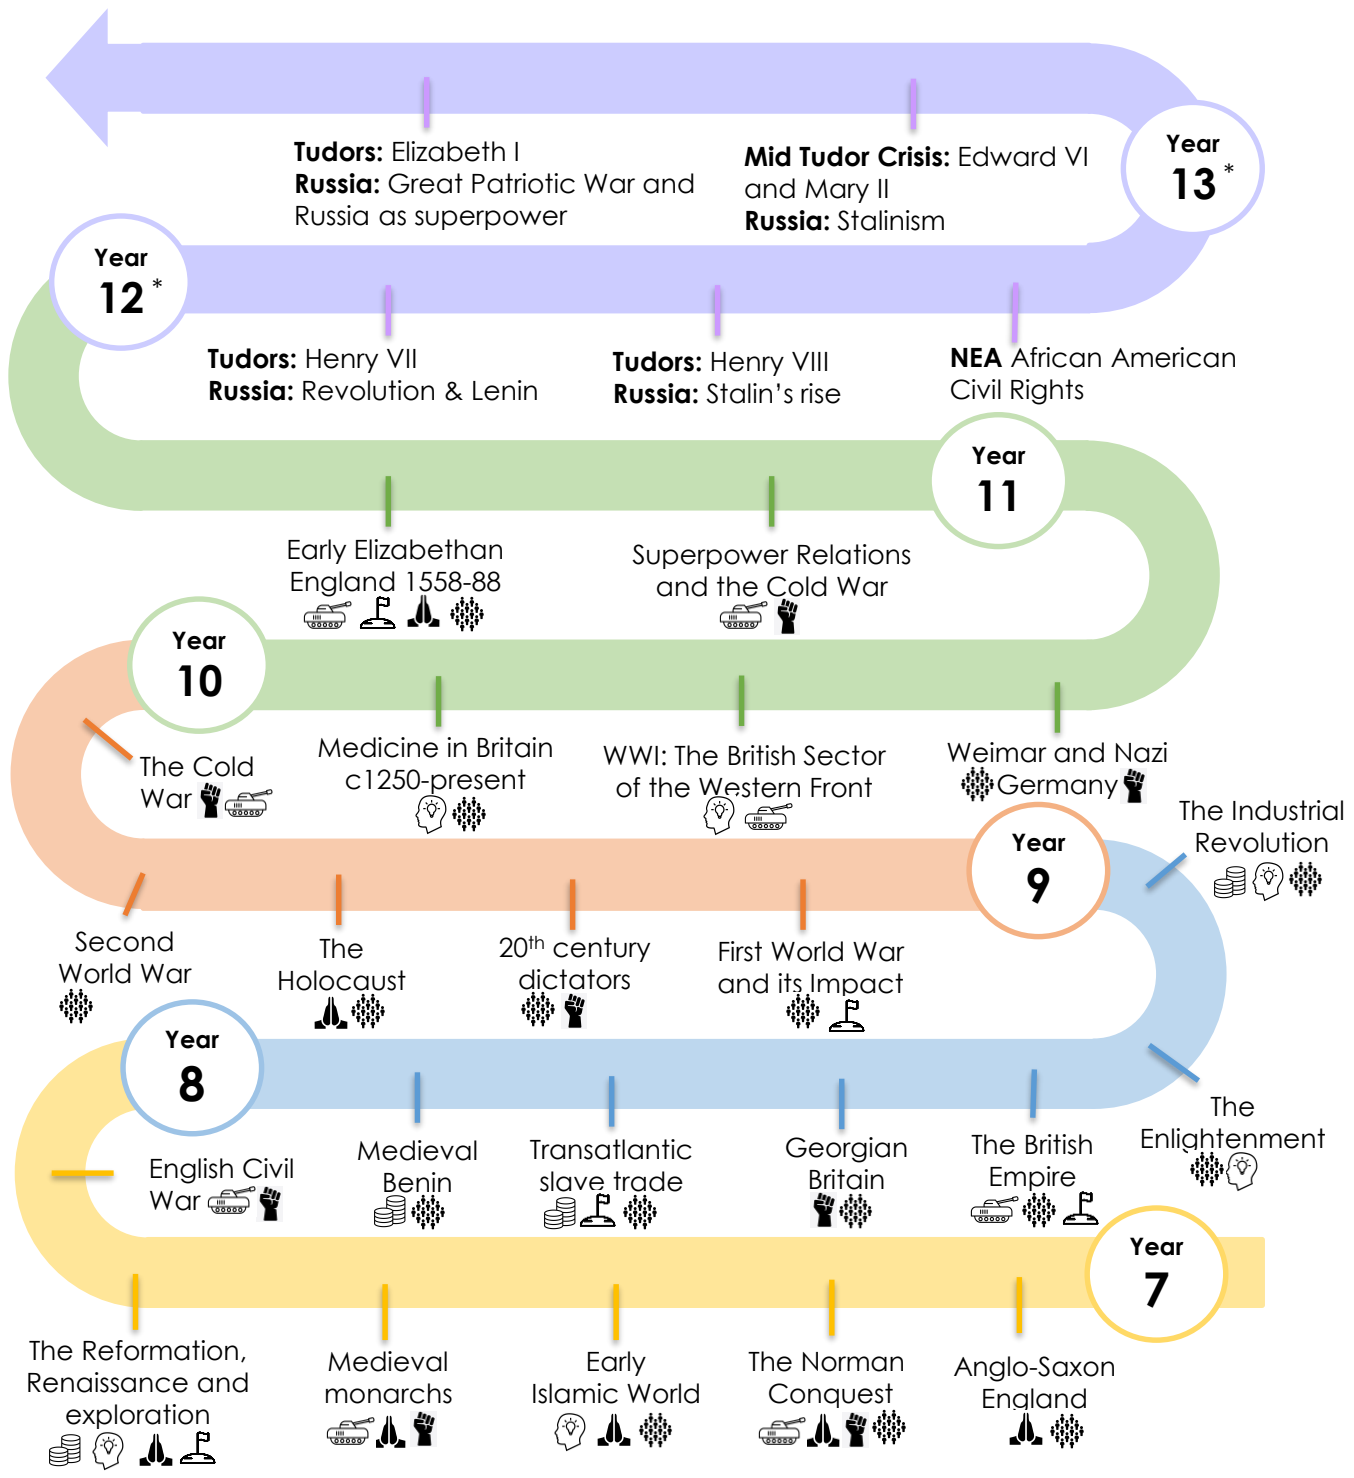 Tudors: Elizabeth I
Russia: Great Patriotic War and
Russia as superpower
Mid Tudor Crisis: Edward VI
and Mary II
Russia: Stalinism
Year
13 *
Year
12 *
Tudors: Henry VII
Russia: Revolution & Lenin
Tudors: Henry VIII
Russia: Stalin's rise
NEA African American
Civil Rights
Year
11
Early Elizabethan
England 1558-88
Superpower Relations
and the Cold War
Year
10
The Cold
War
Medicine in Britain
c1250-present
WWI: The British Sector
of the Western Front
Weimar and Nazi
Germany
The Industrial
Revolution
Year
9
Second
World War
The
Holocaust
20th century
dictators
First World War
and its Impact
Year
8
The
Enlightenment
English Civil
War
Medieval
Benin
Transatlantic
slave trade
Georgian
Britain
The British
Empire
Year
7
The Reformation,
Renaissance and
exploration
Medieval
monarchs
Early
Islamic World
The Norman
Conquest
Anglo-Saxon
England